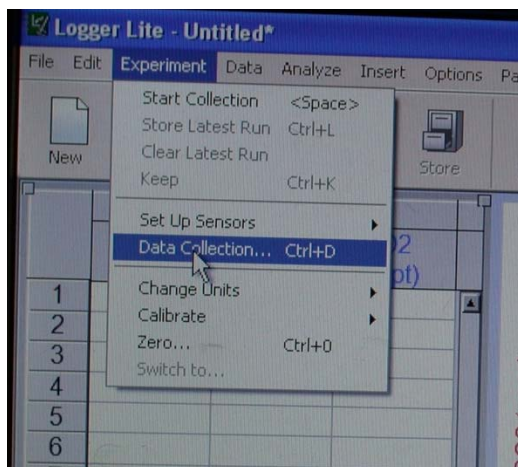 Logger Lite - Untitled*
File Edit Experiment Data Analyze Insert Options
New
Store
Start Collection <Space>
Store Latest Run Ctrl+L
Clear Latest Run
Keep Ctrl+K
Set Up Sensors
Data Collection... Ctrl+D
Change Units
Calibrate
Zero... Ctrl+0
Switch to...
1
2
3
4
5
6